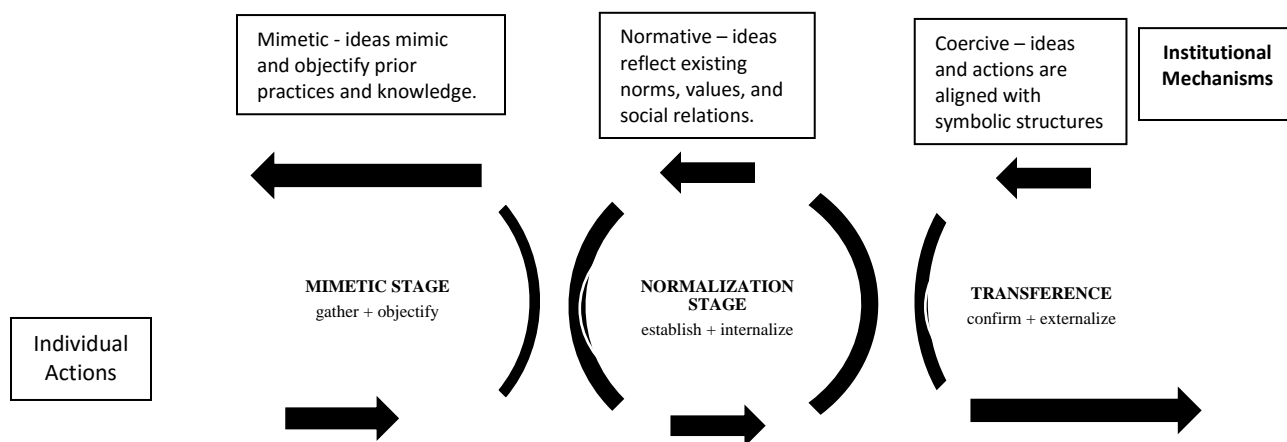 Mimetic - ideas mimic
and objectify prior
practices and knowledge.
Normative – ideas
reflect existing
norms, values, and
social relations.
Coercive – ideas
and actions are
aligned with
symbolic structures
Institutional
Mechanisms
MIMETIC STAGE
gather + objectify
NORMALIZATION
STAGE
establish + internalize
TRANSFERENCE
confirm + externalize
Individual
Actions